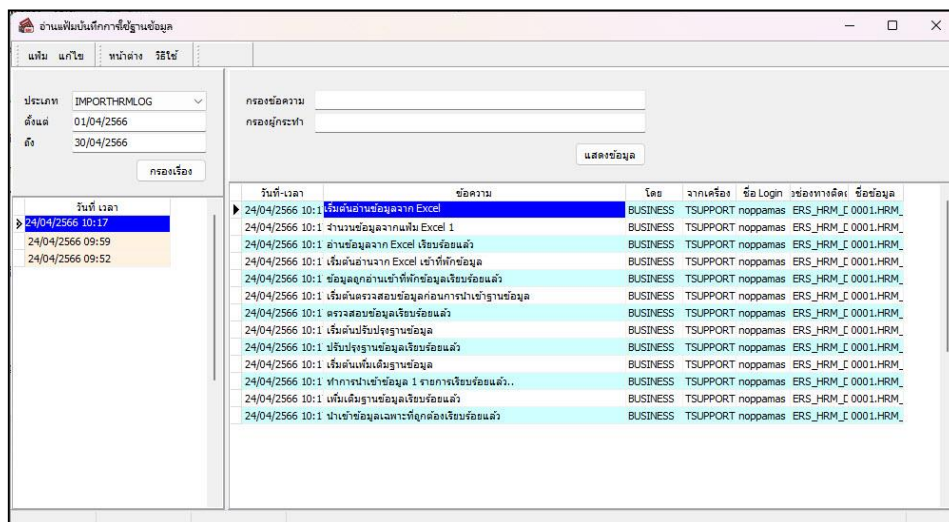 อ่านแฟ้มบันทึกการใช้ฐานข้อมูล
แฟ้ม แก้ไข หน้าต่าง วิธีใช้
ประเภท IMPORTHRMLOG
ตั้งแต่ 01/04/2566
ถึง 30/04/2566
กรองเรื่อง
กรองข้อความ
กรองผู้กระทำ
แสดงข้อมูล
วันที่ เวลา
24/04/2566 10:17
24/04/2566 09:59
24/04/2566 09:52
วันที่-เวลา ข้อความ โดย จากเครื่อง ชื่อ Login ชื่อข้อมูล
24/04/2566 10:1 เริ่มต้นอ่านข้อมูลจาก Excel BUSINESS TSUPPORT noppamas ERS_HRM_D 0001.HRM_
24/04/2566 10:1 จำนวนข้อมูลจากแฟ้ม Excel 1 BUSINESS TSUPPORT noppamas ERS_HRM_D 0001.HRM_
24/04/2566 10:1 อ่านข้อมูลจาก Excel เรียบร้อยแล้ว BUSINESS TSUPPORT noppamas ERS_HRM_D 0001.HRM_
24/04/2566 10:1 เริ่มต้นอ่านจาก Excel เข้าที่พักข้อมูล BUSINESS TSUPPORT noppamas ERS_HRM_D 0001.HRM_
24/04/2566 10:1 ข้อมูลถูกอ่านเข้าที่พักข้อมูลเรียบร้อยแล้ว BUSINESS TSUPPORT noppamas ERS_HRM_D 0001.HRM_
24/04/2566 10:1 เริ่มต้นตรวจสอบข้อมูลก่อนการนำเข้าฐานข้อมูล BUSINESS TSUPPORT noppamas ERS_HRM_D 0001.HRM_
24/04/2566 10:1 ตรวจสอบข้อมูลเรียบร้อยแล้ว BUSINESS TSUPPORT noppamas ERS_HRM_D 0001.HRM_
24/04/2566 10:1 เริ่มต้นปรับปรุงฐานข้อมูล BUSINESS TSUPPORT noppamas ERS_HRM_D 0001.HRM_
24/04/2566 10:1 ปรับปรุงฐานข้อมูลเรียบร้อยแล้ว BUSINESS TSUPPORT noppamas ERS_HRM_D 0001.HRM_
24/04/2566 10:1 เริ่มต้นเพิ่มเติมฐานข้อมูล BUSINESS TSUPPORT noppamas ERS_HRM_D 0001.HRM_
24/04/2566 10:1 ทำการนำเข้าข้อมูล 1 รายการเรียบร้อยแล้ว.. BUSINESS TSUPPORT noppamas ERS_HRM_D 0001.HRM_
24/04/2566 10:1 เพิ่มเติมฐานข้อมูลเรียบร้อยแล้ว BUSINESS TSUPPORT noppamas ERS_HRM_D 0001.HRM_
24/04/2566 10:1 นำเข้าข้อมูลเฉพาะที่ถูกต้องเรียบร้อยแล้ว BUSINESS TSUPPORT noppamas ERS_HRM_D 0001.HRM_